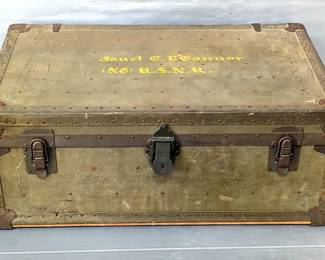 Janet C. O'Connor
(NC) U.S.N.R.